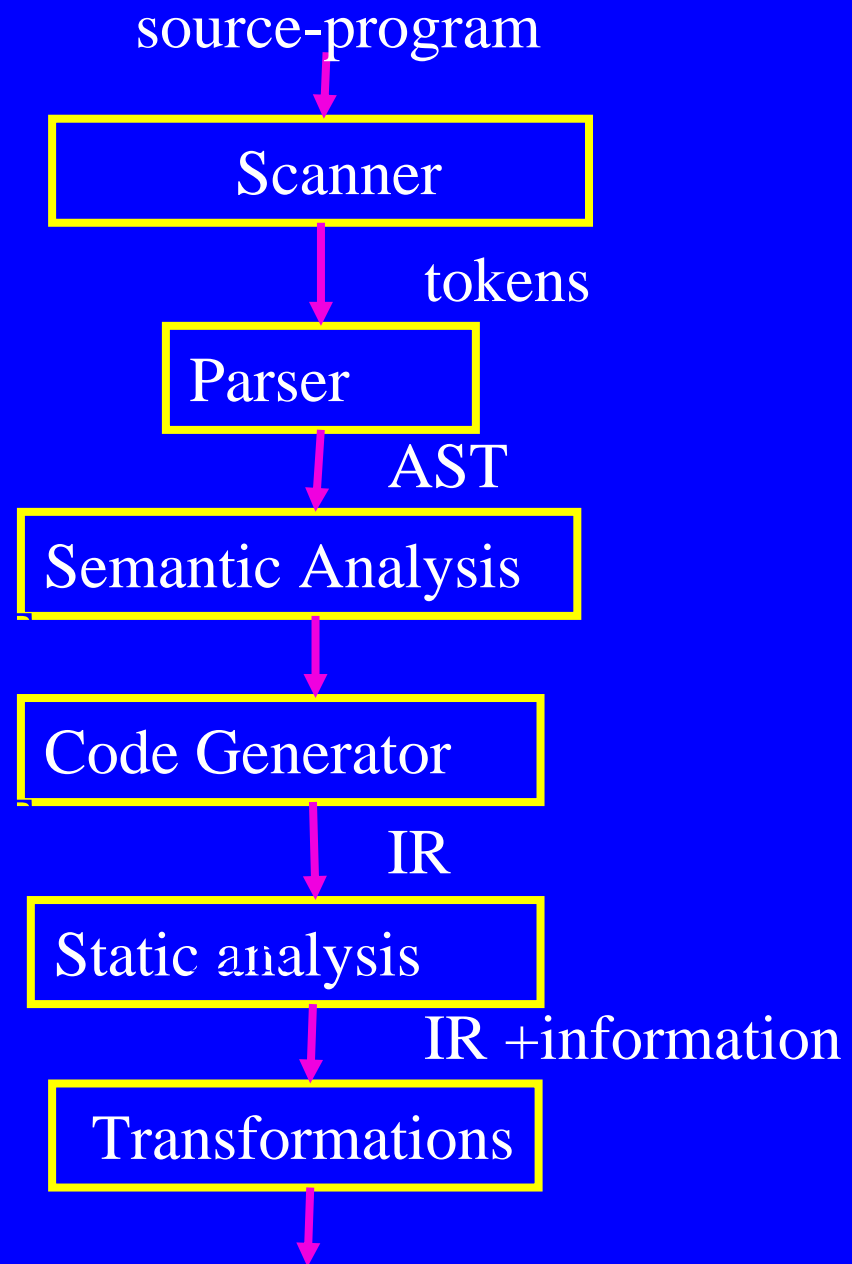 source-program
Scanner
tokens
Parser
AST
Semantic Analysis
Code Generator
IR
Static analysis
IR +information
Transformations